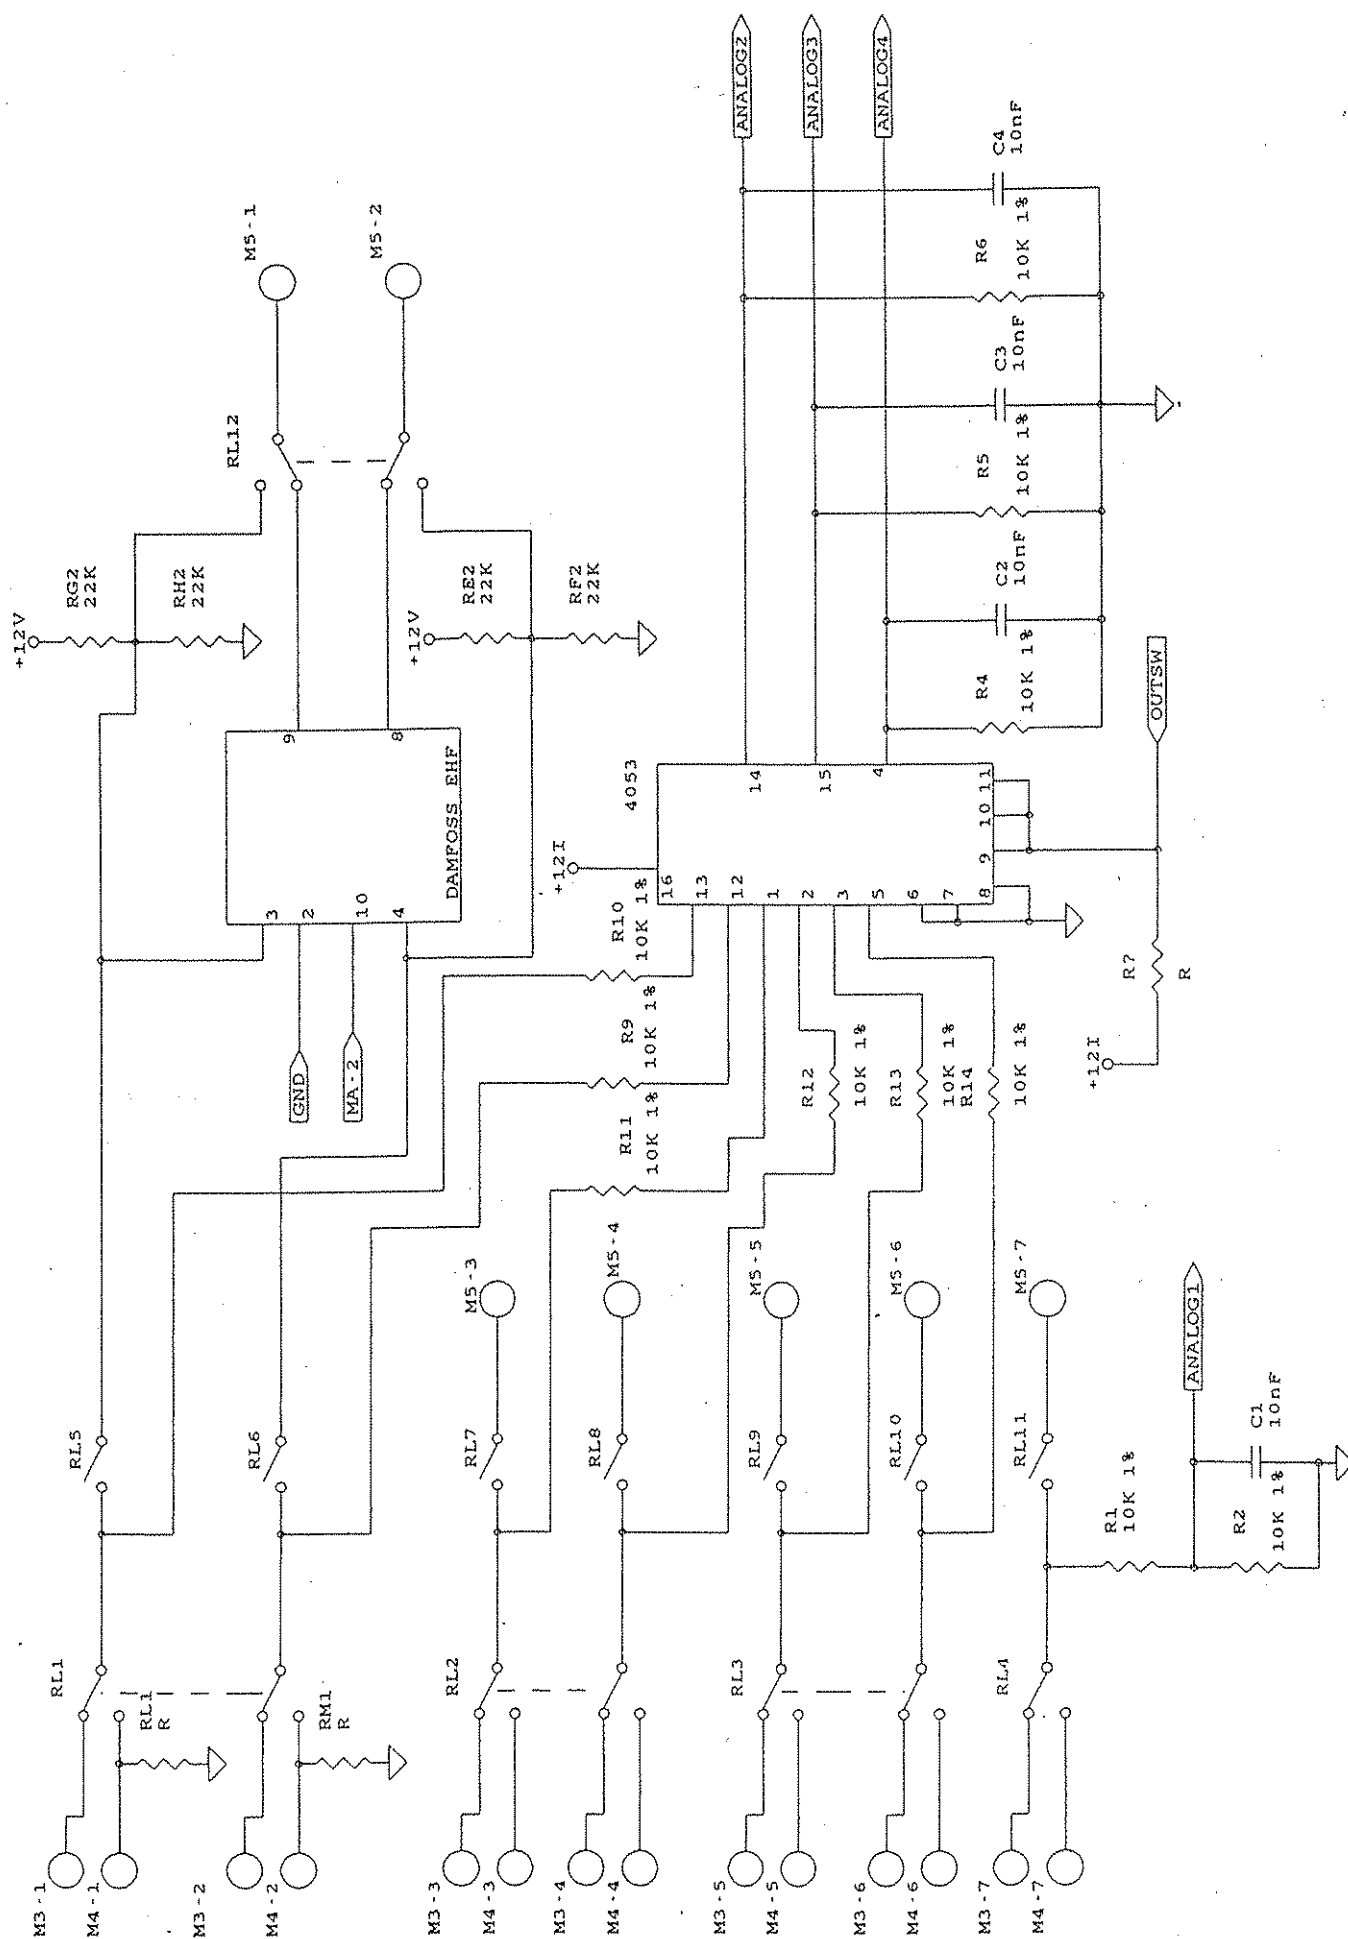 M3-1
M4-1
M3-2
M4-2
M3-3
M4-3
M3-4
M4-4
M3-5
M4-5
M3-6
M4-6
M3-7
M4-7
RL1
RL1
R
RM1
R
RL2
RL3
RL4
RL5
RL6
RL7
RL8
RL9
RL10
RL11
R1
10K 1%
R2
10K 1%
C1
10nF
ANALOG1
M5-3
M5-4
M5-5
M5-6
M5-7
GND
MA-2
R11
10K 1%
R9
10K 1%
R10
10K 1%
R12
10K 1%
R13
10K 1%
R14
10K 1%
+12I
R?
R
OUTSW
3
2
10
4
9
8
DAMFOSS EHF
+12I
4053
16
13
12
1
2
3
5
6
7
8
9
10
11
14
15
4
+12V
RG2
22K
RH2
22K
+12V
RE2
22K
RF2
22K
RL12
M5-1
M5-2
R4
10K 1%
C2
10nF
R5
10K 1%
C3
10nF
R6
10K 1%
C4
10nF
ANALOG2
ANALOG3
ANALOG4